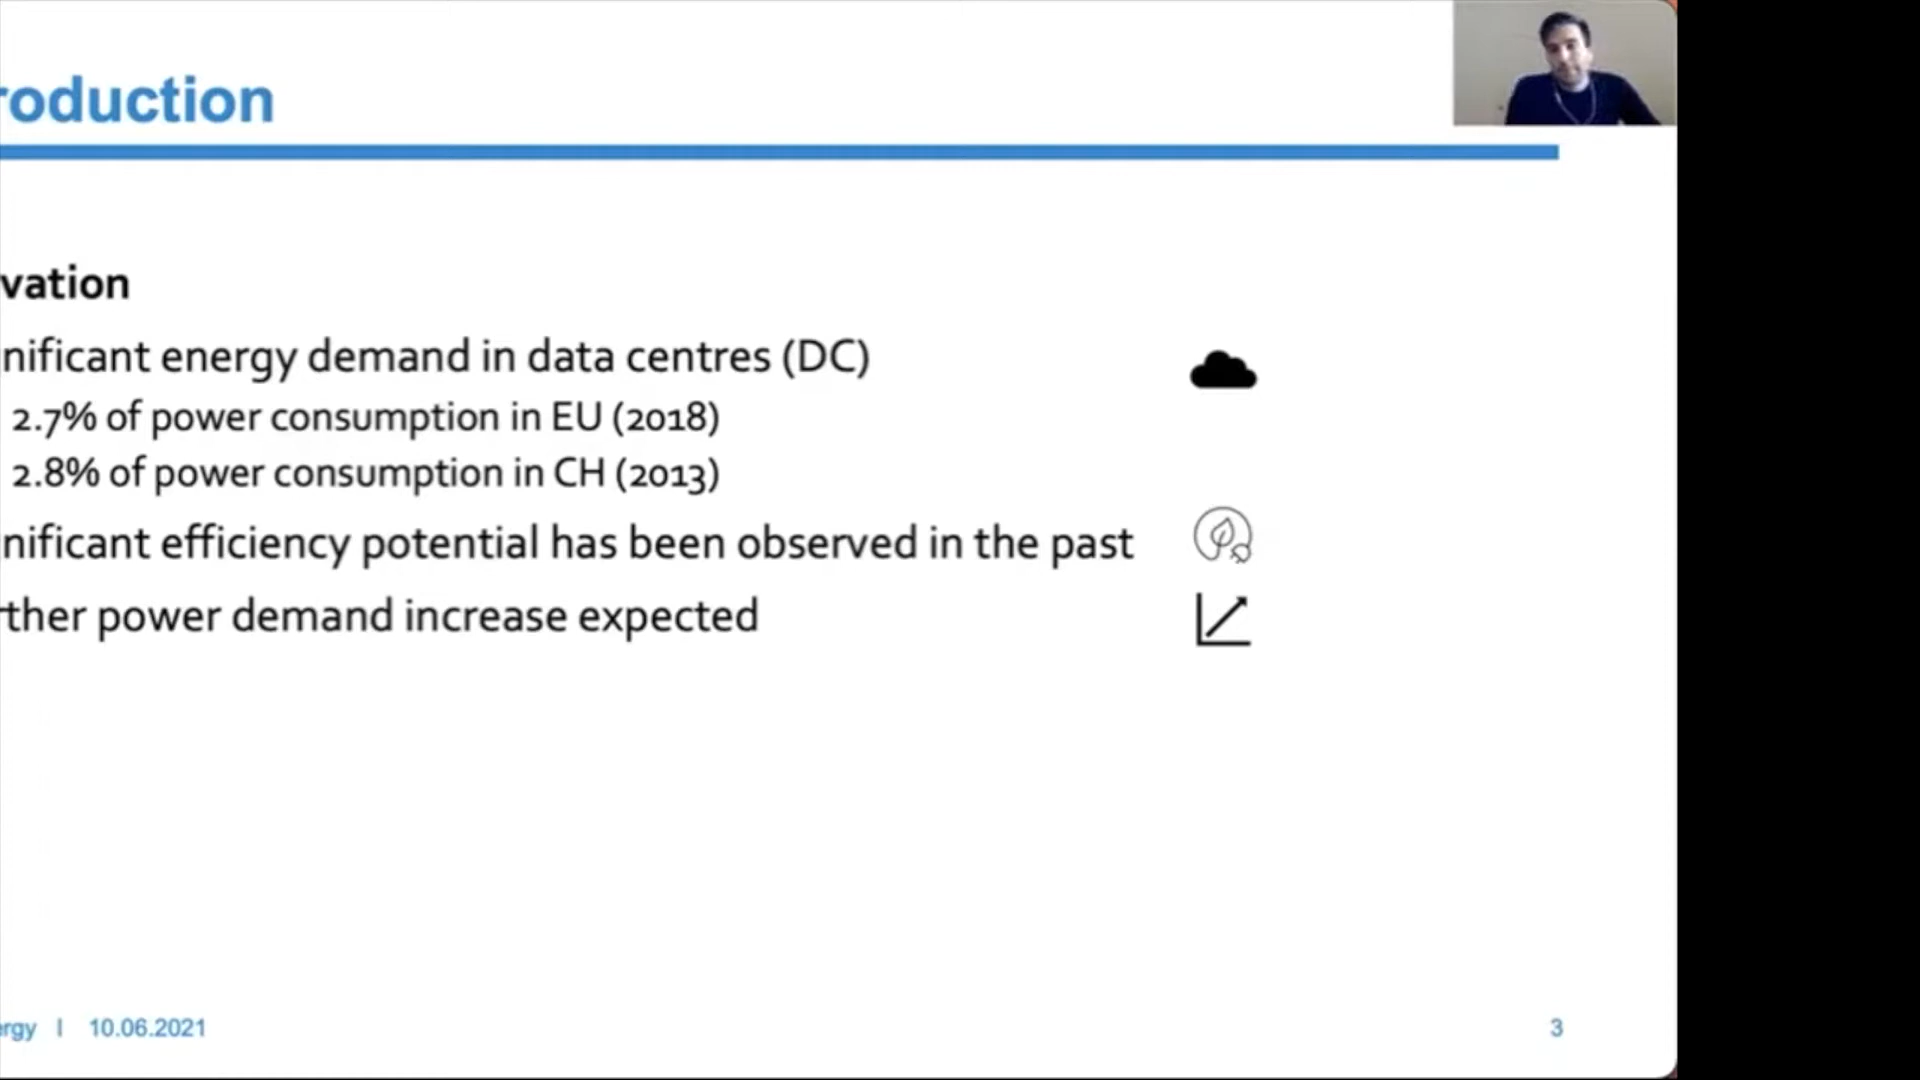 roduction
vation
nificant energy demand in data centres (DC)
2.7% of power consumption in EU (2018)
2.8% of power consumption in CH (2013)
nificant efficiency potential has been observed in the past
rther power demand increase expected
ergy | 10.06.2021
3